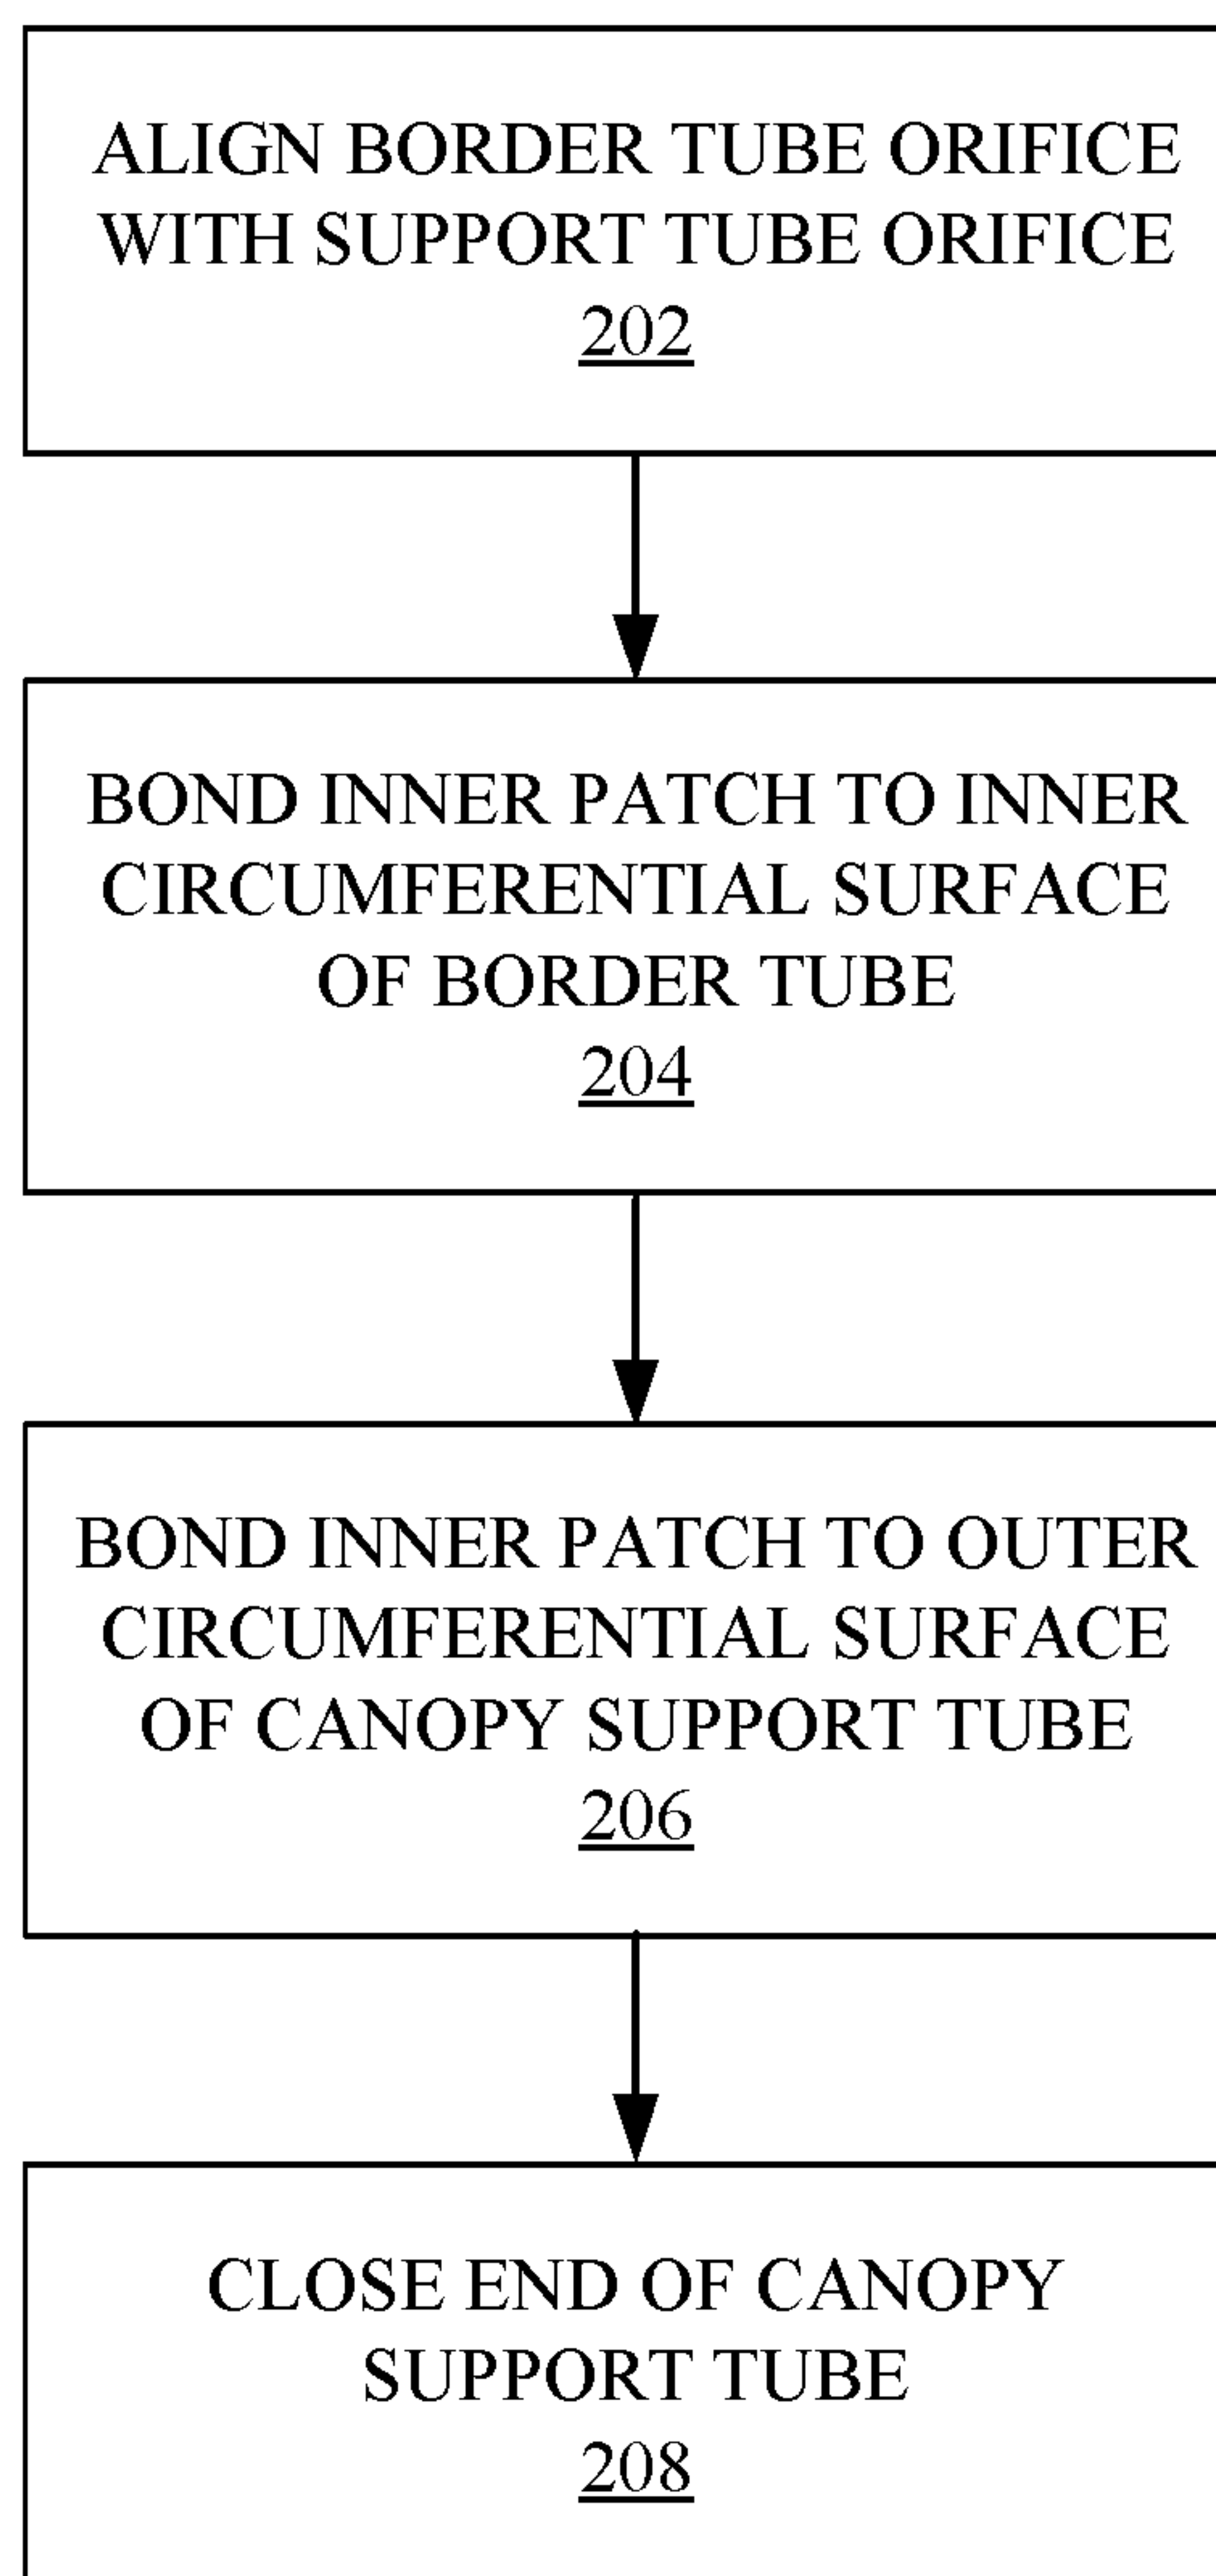 ALIGN BORDER TUBE ORIFICE
WITH SUPPORT TUBE ORIFICE
202
BOND INNER PATCH TO INNER
CIRCUMFERENTIAL SURFACE
OF BORDER TUBE
204
BOND INNER PATCH TO OUTER
CIRCUMFERENTIAL SURFACE
OF CANOPY SUPPORT TUBE
206
CLOSE END OF CANOPY
SUPPORT TUBE
208